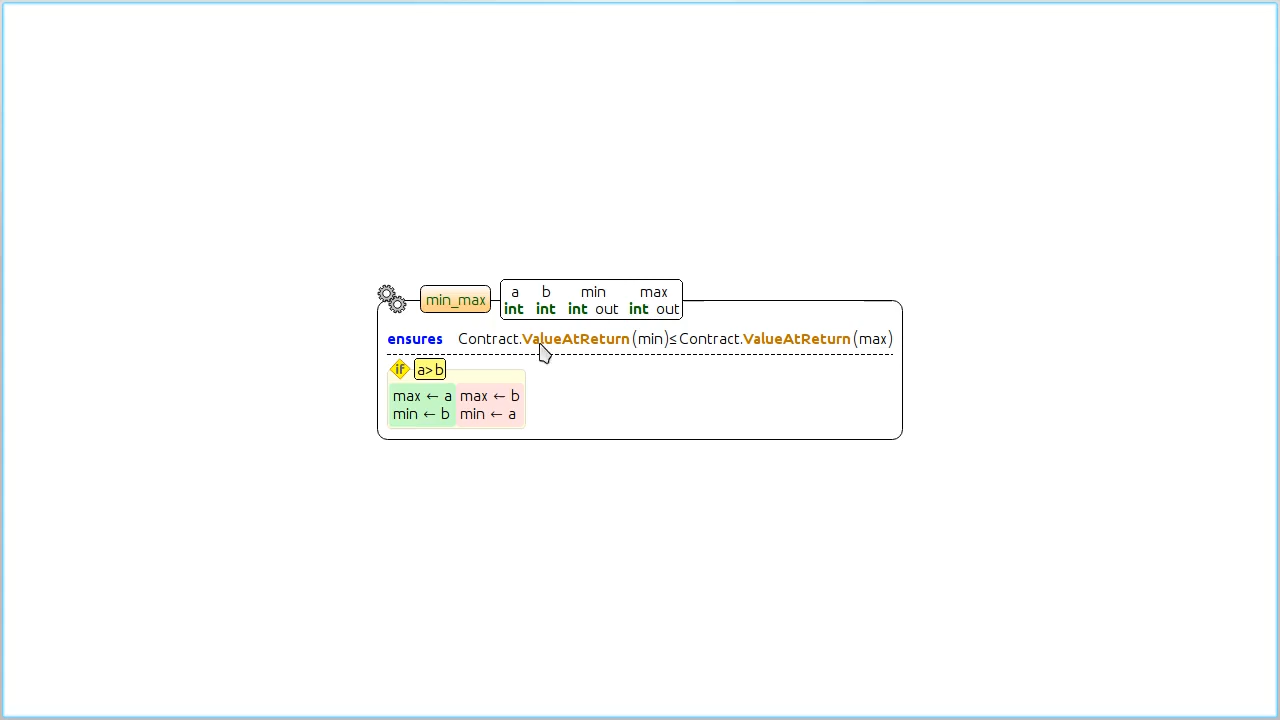 min_max a b min max
int int int out int out
ensures Contract.ValueAtReturn(min)≤Contract.ValueAtReturn(max)
if a>b
max ← a max ← b
min ← b min ← a